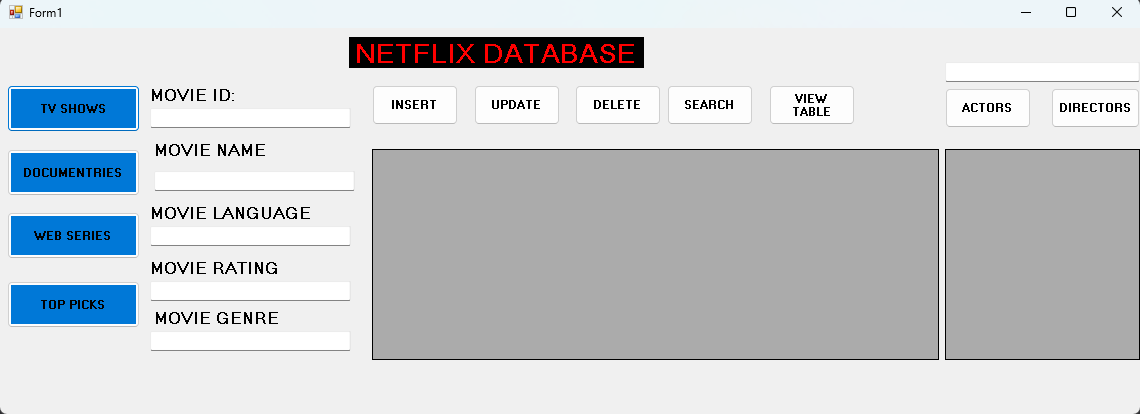 Form1
NETFLIX DATABASE
TV SHOWS
DOCUMENTRIES
WEB SERIES
TOP PICKS
MOVIE ID:
MOVIE NAME
MOVIE LANGUAGE
MOVIE RATING
MOVIE GENRE
INSERT
UPDATE
DELETE
SEARCH
VIEW
TABLE
ACTORS
DIRECTORS